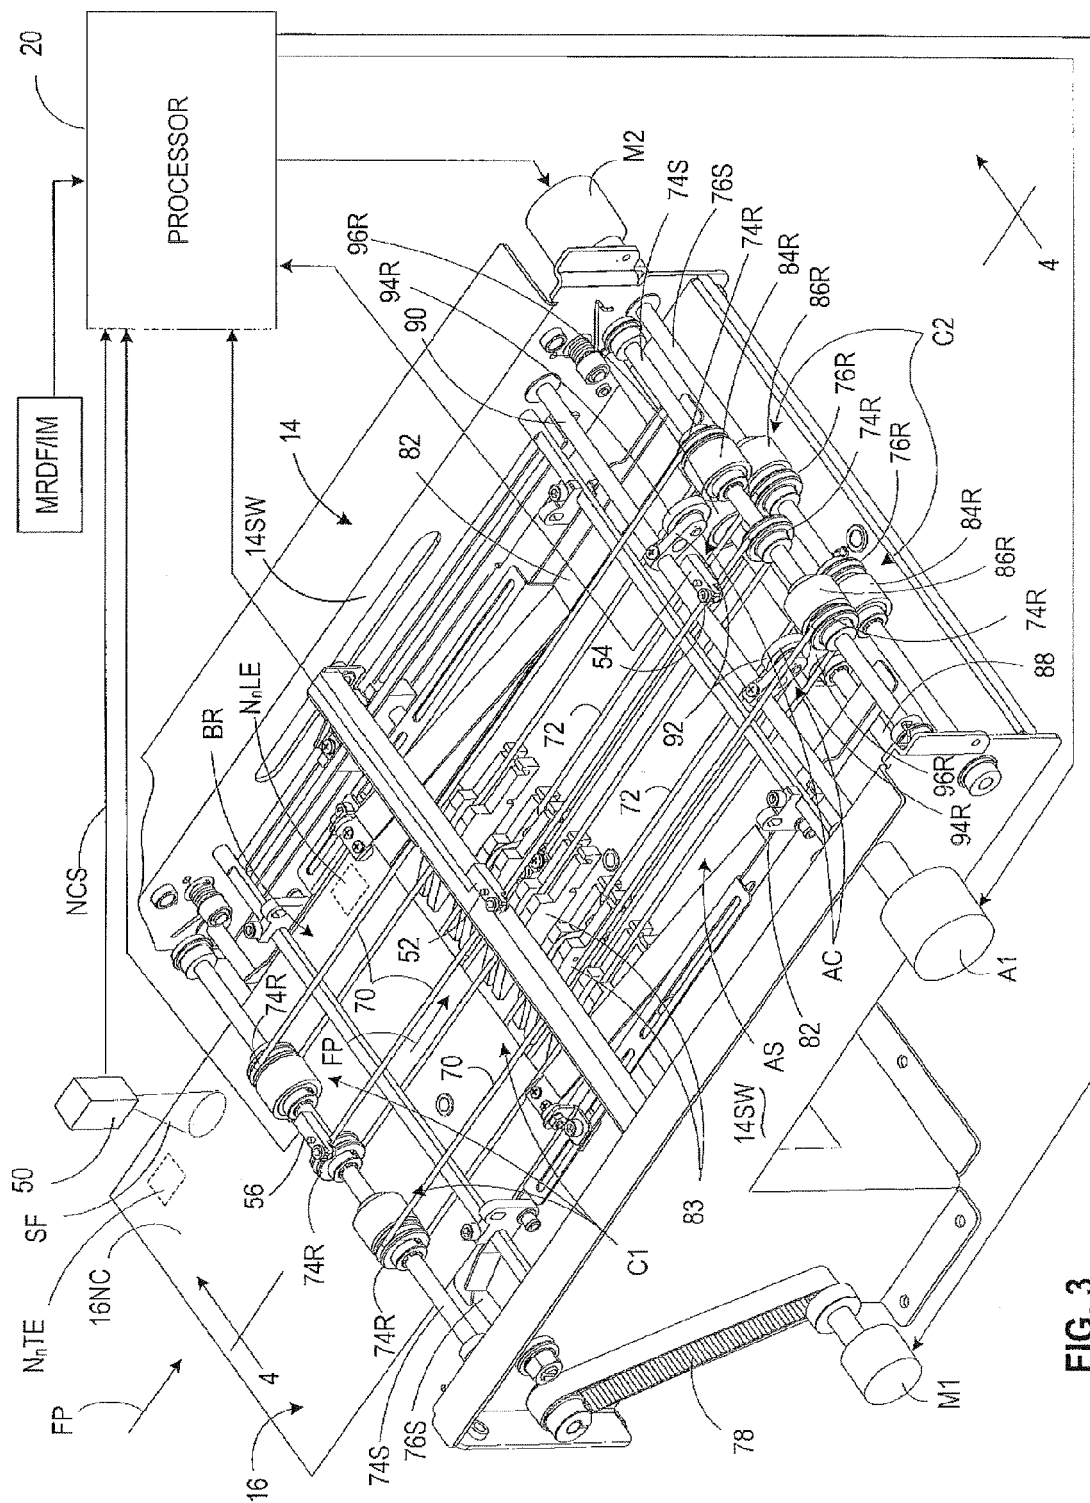 20
PROCESSOR
MRDF/IM
14
14SW
NCS
BR
NnLE
82
90
94R
96R
M2
74S
76S
74R
84R
86R
4
C2
76R
74R
76R
84R
86R
74R
88
96R
94R
AC
A1
82
AS
14SW
83
C1
54
92
72
72
52
70
FP
70
74R
56
74R
74R
50
SF
NnTE
16NC
FP
4
16
74S
76S
78
M1
FIG. 3